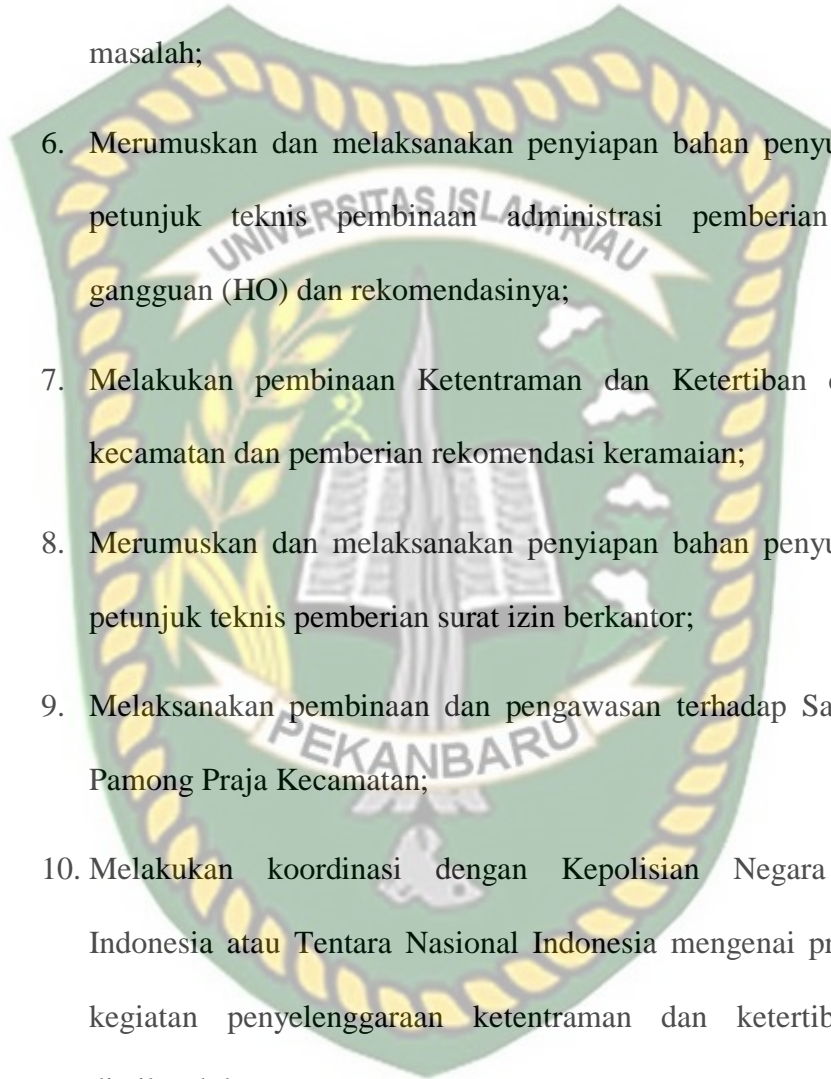 masalah;
6. Merumuskan dan melaksanakan penyiapan bahan penyu
UNIVERSITAS ISLAM RIAU
petunjuk teknis pembinaan administrasi pemberian
gangguan (HO) dan rekomendasinya;
7. Melakukan pembinaan Ketentraman dan Ketertiban
kecamatan dan pemberian rekomendasi keramaian;
8. Merumuskan dan melaksanakan penyiapan bahan penyu
petunjuk teknis pemberian surat izin berkantor;
9. Melaksanakan pembinaan dan pengawasan terhadap Sa
PEKANBARU
Pamong Praja Kecamatan;
10. Melakukan koordinasi dengan Kepolisian Negara
Indonesia atau Tentara Nasional Indonesia mengenai pr
kegiatan penyelenggaraan ketentraman dan ketertib